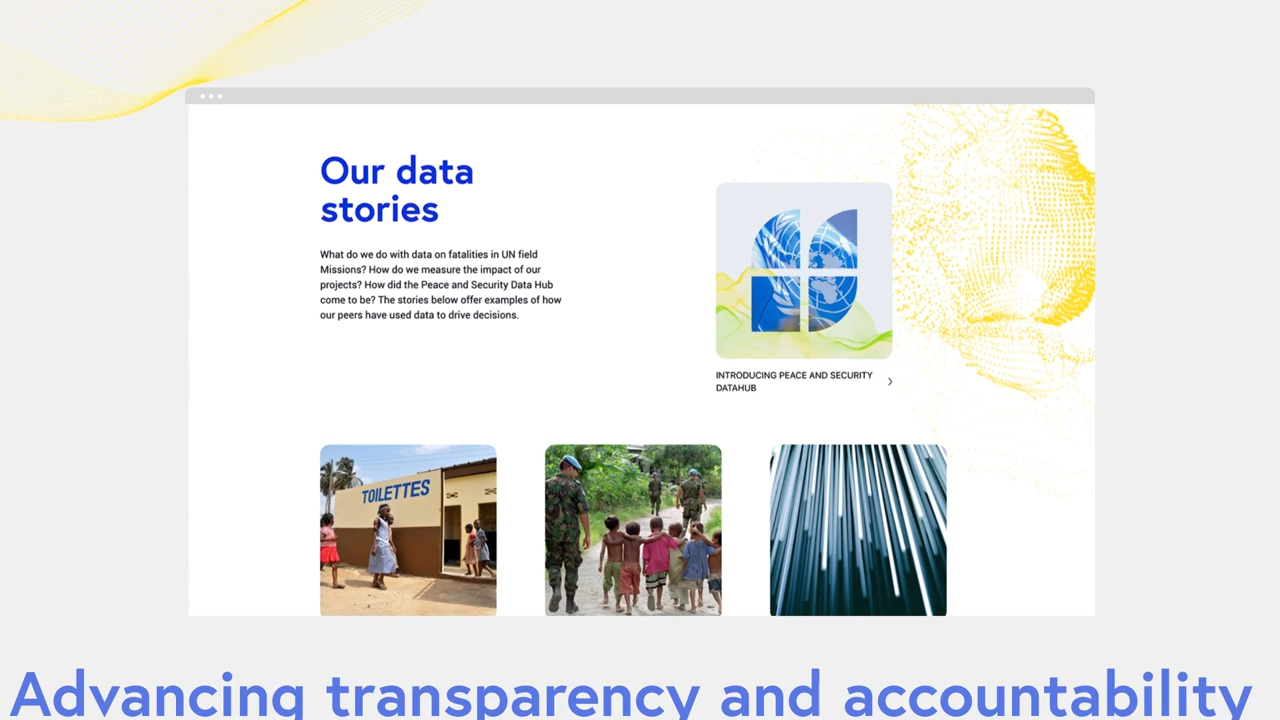 Our data
stories
What do we do with data on fatalities in UN field
Missions? How do we measure the impact of our
projects? How did the Peace and Security Data Hub
come to be? The stories below offer examples of how
our peers have used data to drive decisions.
INTRODUCING PEACE AND SECURITY
DATAHUB
TOILETTES
Advancing transparency and accountability